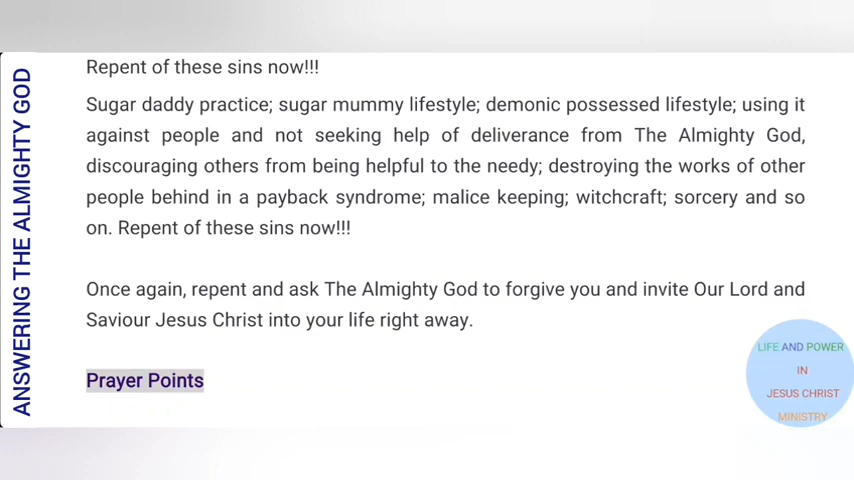 ANSWERING THE ALMIGHTY GOD
Repent of these sins now!!!
Sugar daddy practice; sugar mummy lifestyle; demonic possessed lifestyle; using it
against people and not seeking help of deliverance from The Almighty God,
discouraging others from being helpful to the needy; destroying the works of other
people behind in a payback syndrome; malice keeping; witchcraft; sorcery and so
on. Repent of these sins now!!!
Once again, repent and ask The Almighty God to forgive you and invite Our Lord and
Saviour Jesus Christ into your life right away.
Prayer Points
LIFE AND POWER
IN
JESUS CHRIST
MINISTRY